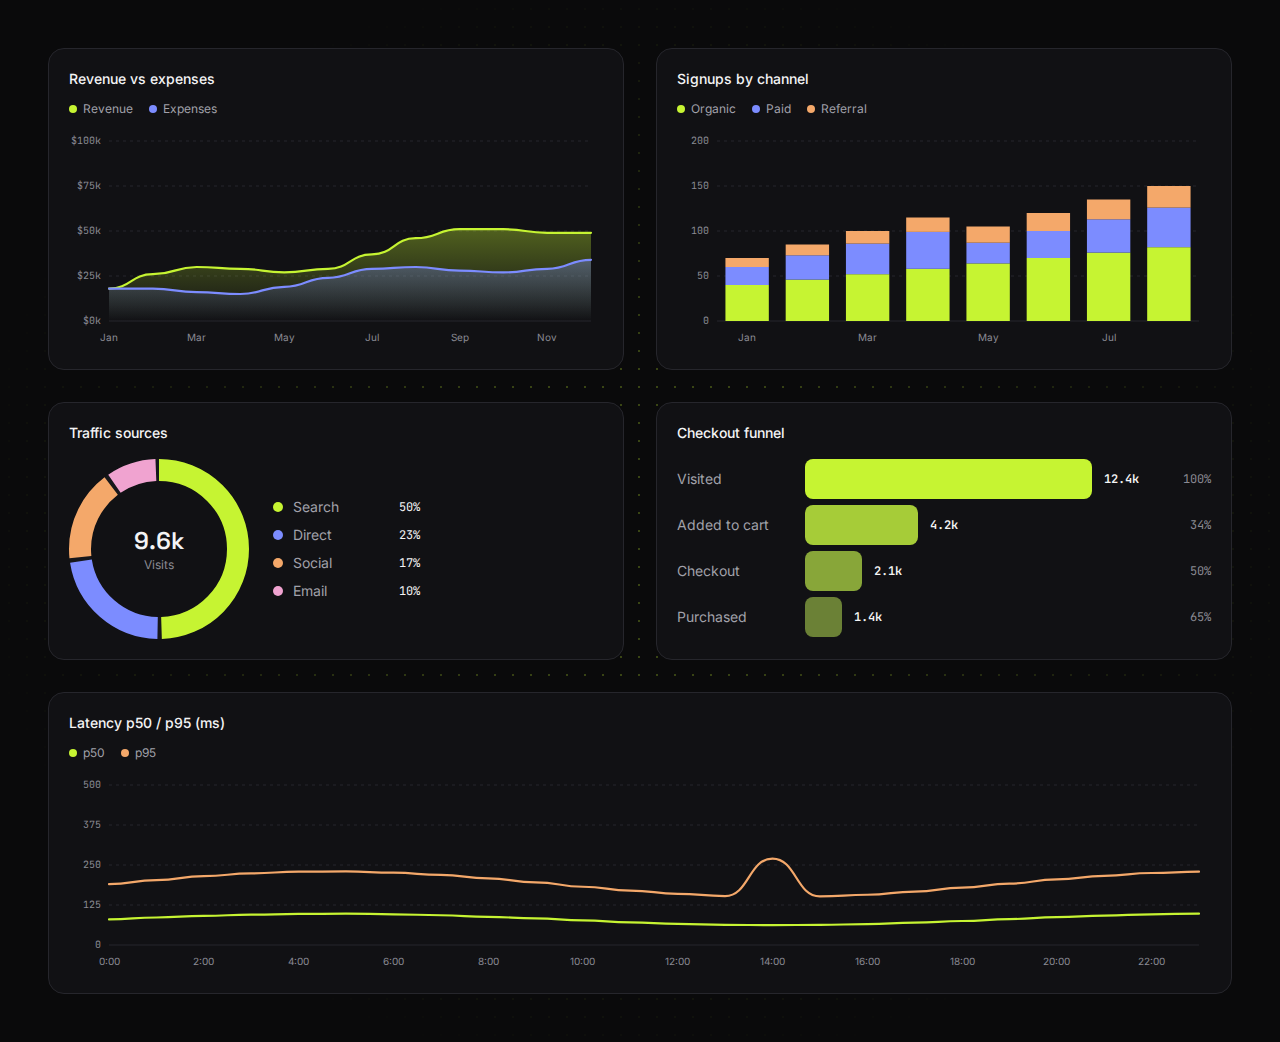 Revenue vs expenses
Revenue Expenses
$100k
$75k
$50k
$25k
$0k
Jan Mar May Jul Sep Nov
Signups by channel
Organic Paid Referral
200
150
100
50
0
Jan Mar May Jul
Traffic sources
9.6k
Visits
Search 50%
Direct 23%
Social 17%
Email 10%
Checkout funnel
Visited 12.4k 100%
Added to cart 4.2k 34%
Checkout 2.1k 50%
Purchased 1.4k 65%
Latency p50 / p95 (ms)
p50 p95
500
375
250
125
0
0:00 2:00 4:00 6:00 8:00 10:00 12:00 14:00 16:00 18:00 20:00 22:00